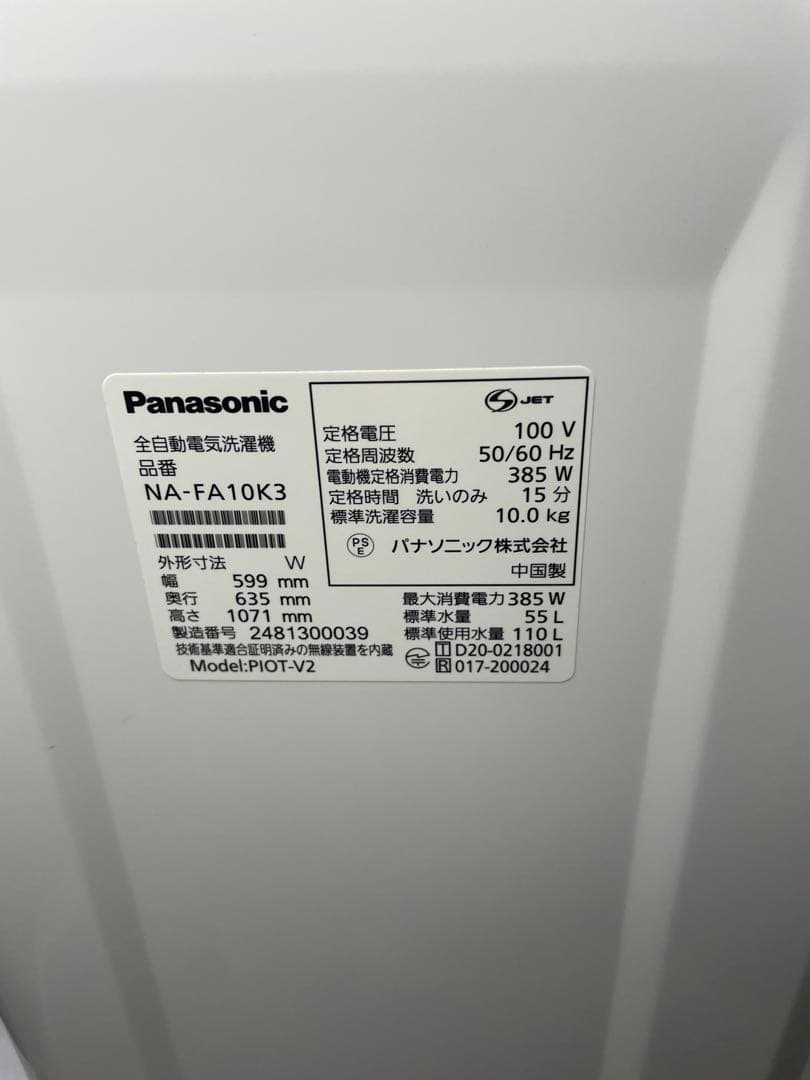 Panasonic
全自動電気洗濯機
品番
NA-FA10K3
外形寸法 W
幅 599 mm
奥行 635 mm
高さ 1071 mm
製造番号 2481300039
技術基準適合証明済みの無線装置を内蔵
Model:PIOT-V2
JET
定格電圧 100 V
定格周波数 50/60 Hz
電動機定格消費電力 385 W
定格時間 洗いのみ 15 分
標準洗濯容量 10.0 kg
PSE パナソニック株式会社
中国製
最大消費電力 385 W
標準水量 55 L
標準使用水量 110 L
T D20-0218001
R 017-200024